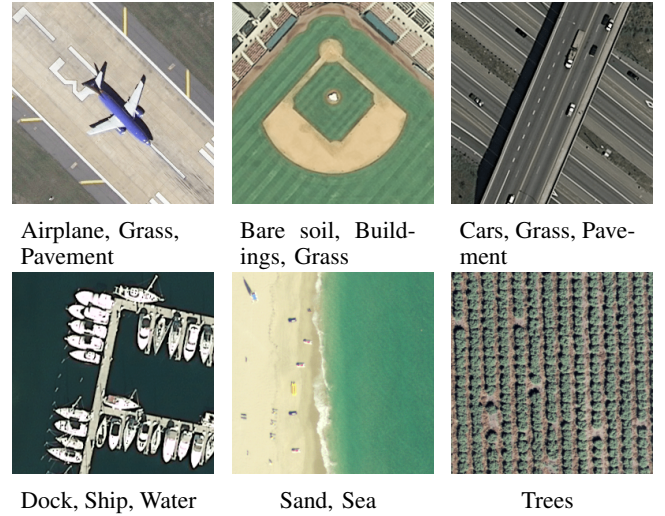 Airplane, Grass,
Pavement
Bare soil, Build-
ings, Grass
Cars, Grass, Pave-
ment
Dock, Ship, Water
Sand, Sea
Trees